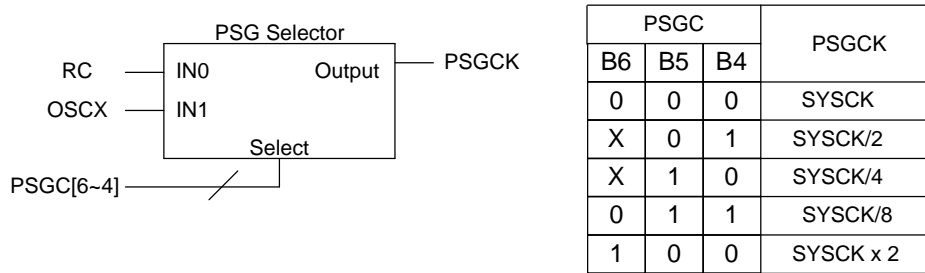 PSG Selector
RC IN0 Output PSGCK
OSCX IN1
Select
PSGC[6~4]
PSGC PSGCK
B6 B5 B4
0 0 0 SYSCK
X 0 1 SYSCK/2
X 1 0 SYSCK/4
0 1 1 SYSCK/8
1 0 0 SYSCK x 2